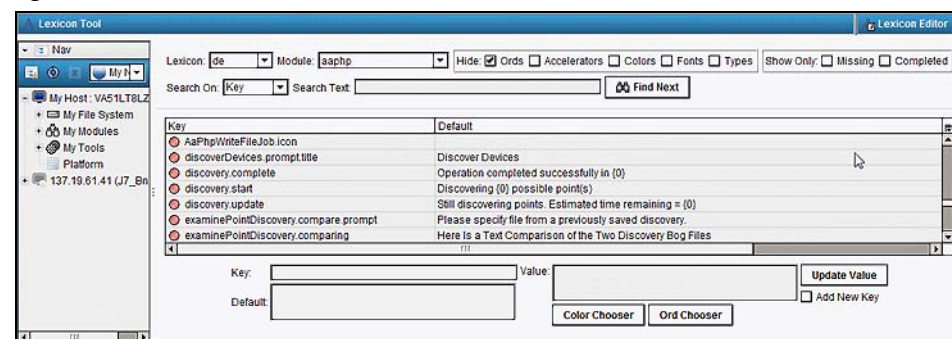 Lexicon Tool
Lexicon Editor
Nav
My N
My Host : VA51LT8LZ
My File System
My Modules
My Tools
Platform
137.19.61.41 (J7_Bn
Lexicon: de Module: aaphp Hide: Ords Accelerators Colors Fonts Types Show Only: Missing Completed
Search On: Key Search Text: Find Next
Key Default
AaPhpWriteFileJob.icon
discoverDevices.prompt.title Discover Devices
discovery.complete Operation completed successfully in {0}
discovery.start Discovering {0} possible point(s)
discovery.update Still discovering points. Estimated time remaining = {0}
examinePointDiscovery.compare.prompt Please specify file from a previously saved discovery.
examinePointDiscovery.comparing Here Is a Text Comparison of the Two Discovery Bog Files
Key: Value: Update Value
Add New Key
Default:
Color Chooser Ord Chooser